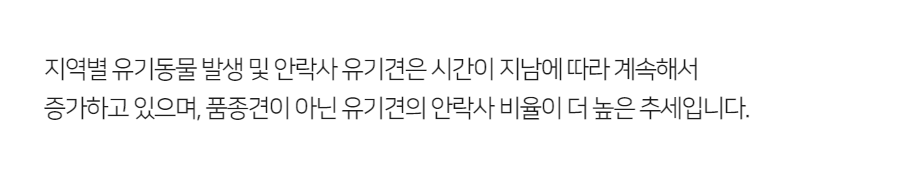 지역별 유기동물 발생 및 안락사 유기견은 시간이 지남에 따라 계속해서
증가하고 있으며, 품종견이 아닌 유기견의 안락사 비율이 더 높은 추세입니다.